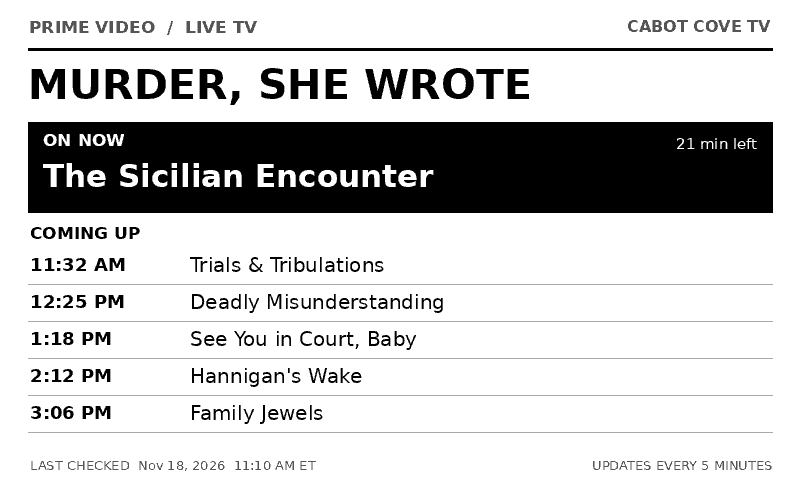 PRIME VIDEO / LIVE TV
CABOT COVE TV
MURDER, SHE WROTE
ON NOW
21 min left
The Sicilian Encounter
COMING UP
11:32 AM Trials & Tribulations
12:25 PM Deadly Misunderstanding
1:18 PM See You in Court, Baby
2:12 PM Hannigan's Wake
3:06 PM Family Jewels
LAST CHECKED Nov 18, 2026 11:10 AM ET
UPDATES EVERY 5 MINUTES